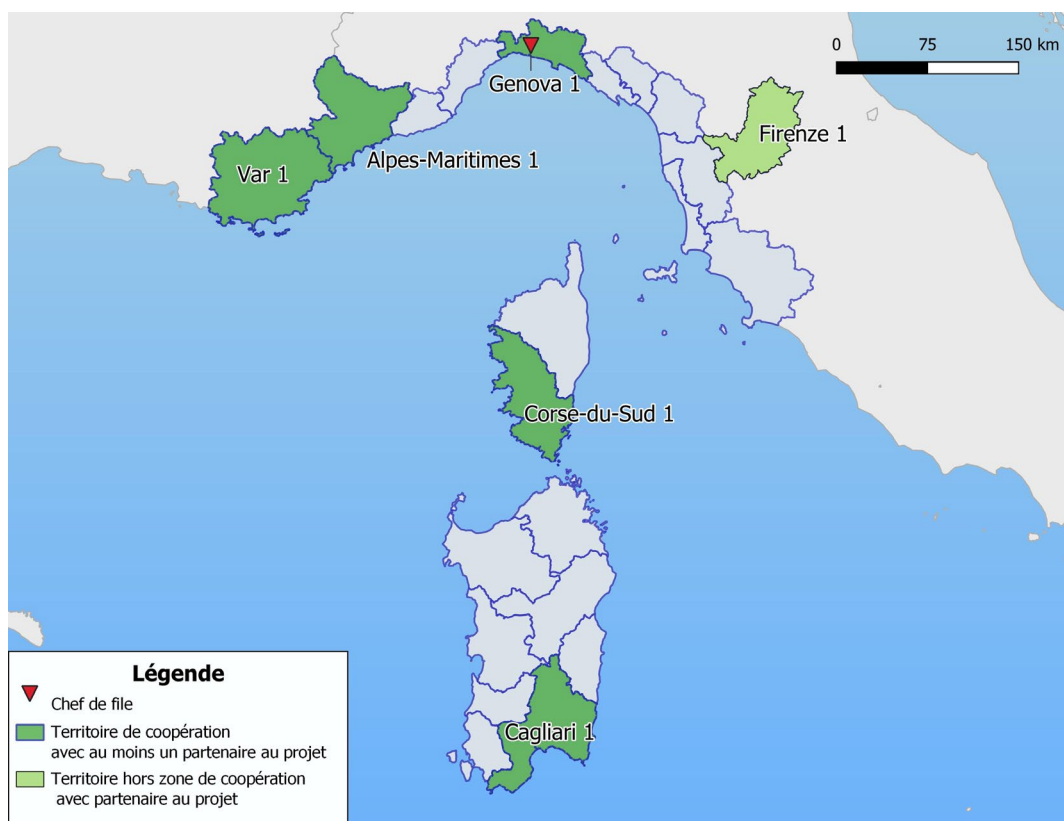 0 75 150 km
Genova 1
Firenze 1
Alpes-Maritimes 1
Var 1
Corse-du-Sud 1
Cagliari 1
Légende
Chef de file
Territoire de coopération
avec au moins un partenaire au projet
Territoire hors zone de coopération
avec partenaire au projet